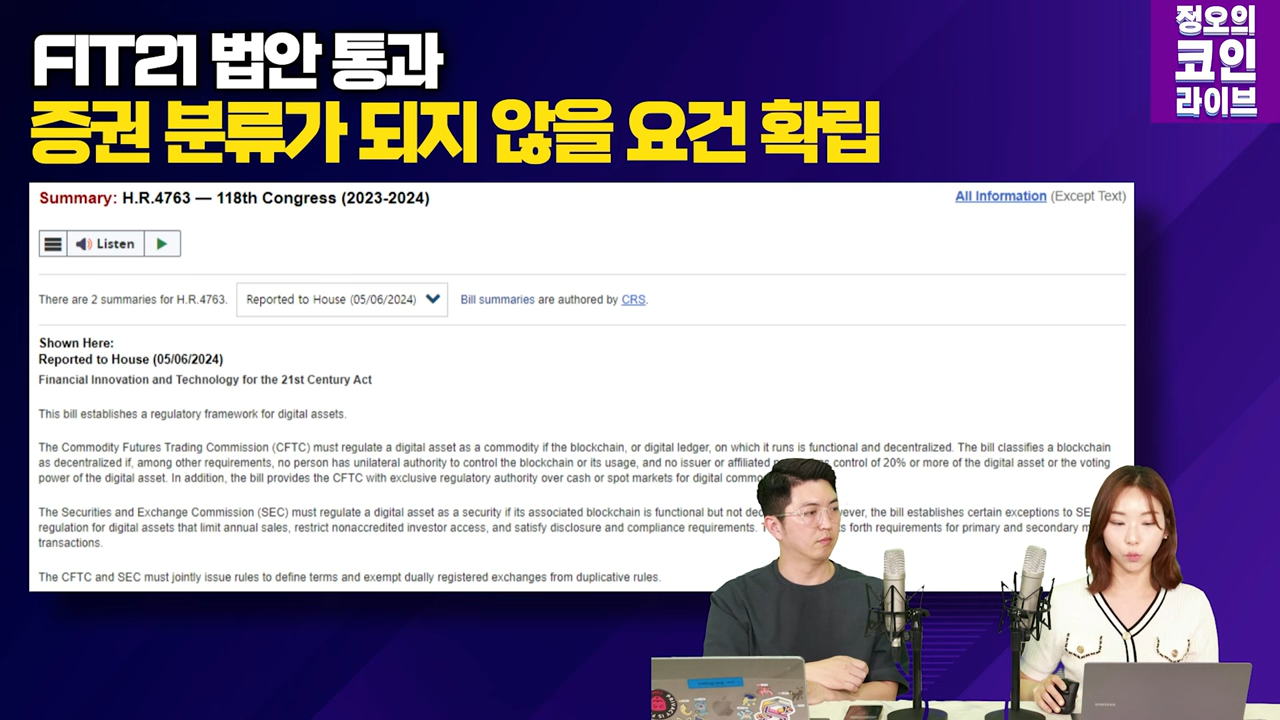 FIT21 법안 통과
증권 분류가 되지 않을 요건 확립
정오의
코인
라이브
Summary: H.R.4763 — 118th Congress (2023-2024)
All Information (Except Text)
Listen
There are 2 summaries for H.R.4763. Reported to House (05/06/2024) Bill summaries are authored by CRS.
Shown Here:
Reported to House (05/06/2024)
Financial Innovation and Technology for the 21st Century Act
This bill establishes a regulatory framework for digital assets.
The Commodity Futures Trading Commission (CFTC) must regulate a digital asset as a commodity if the blockchain, or digital ledger, on which it runs is functional and decentralized. The bill classifies a blockchain
as decentralized if, among other requirements, no person has unilateral authority to control the blockchain or its usage, and no issuer or affiliated control of 20% or more of the digital asset or the voting
power of the digital asset. In addition, the bill provides the CFTC with exclusive regulatory authority over cash or spot markets for digital
The Securities and Exchange Commission (SEC) must regulate a digital asset as a security if its associated blockchain is functional but not the bill establishes certain exceptions to
regulation for digital assets that limit annual sales, restrict nonaccredited investor access, and satisfy disclosure and compliance requirements. forth requirements for primary and secondary
transactions.
The CFTC and SEC must jointly issue rules to define terms and exempt dually registered exchanges from duplicative rules.
SAMSUNG